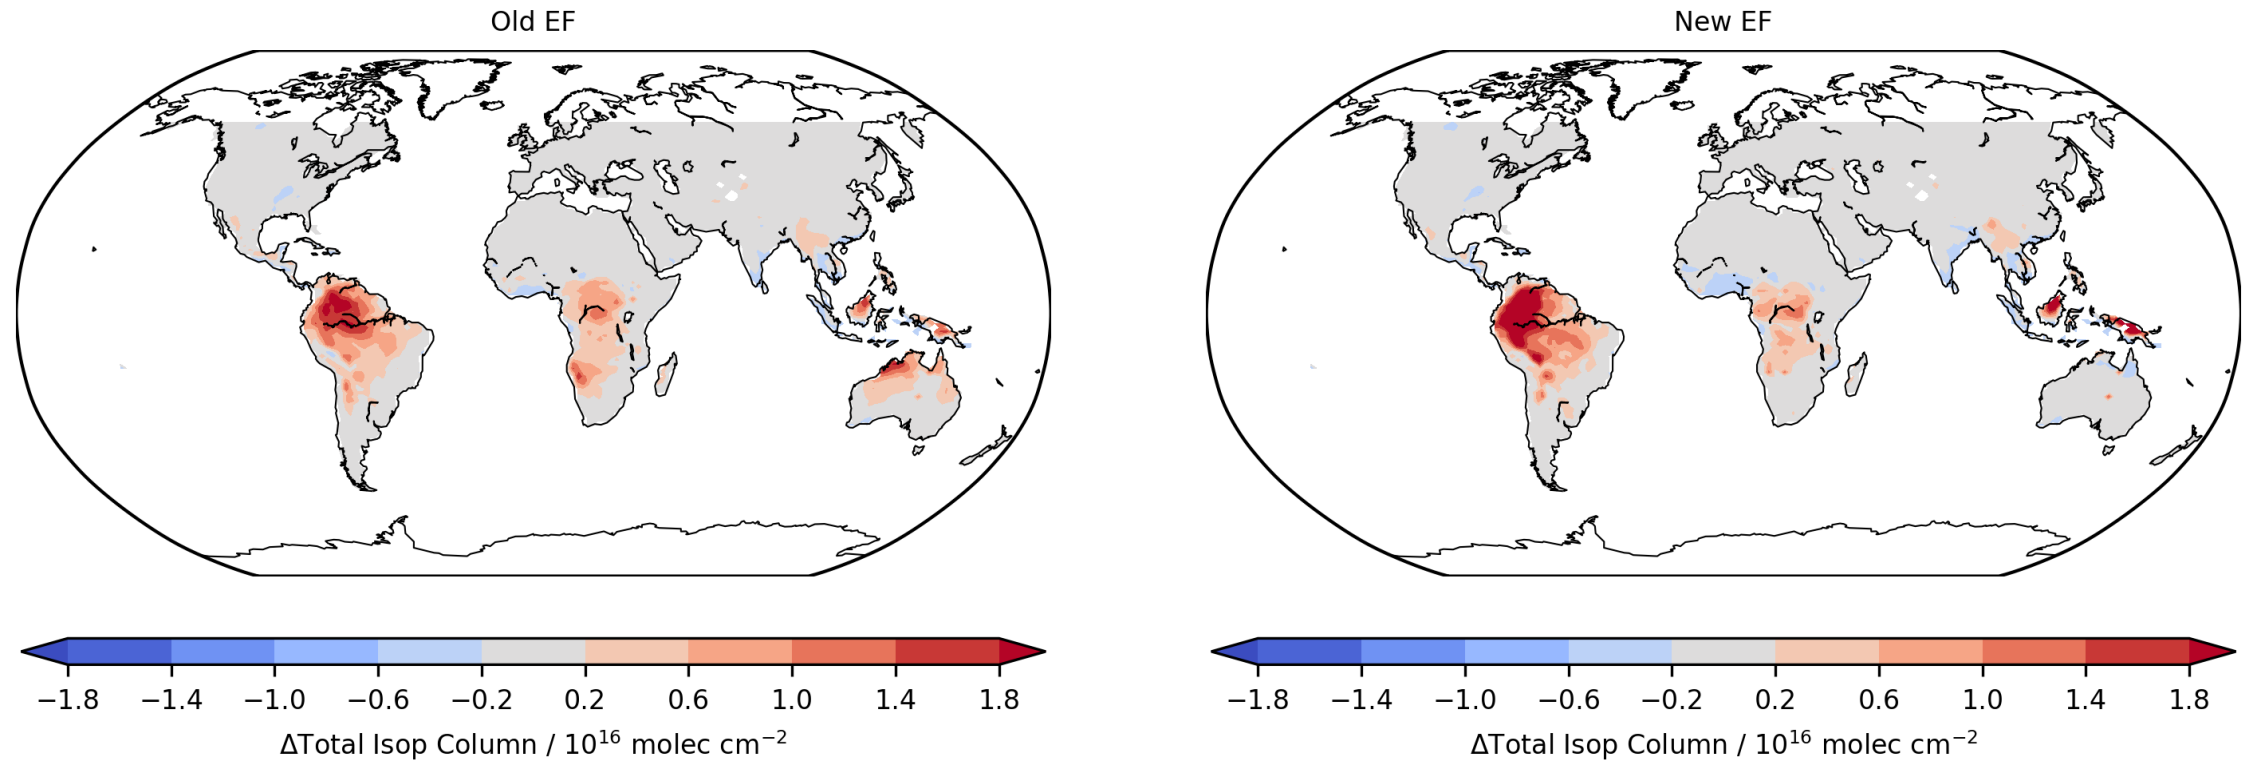 Old EF
New EF
−1.8 −1.4 −1.0 −0.6 −0.2 0.2 0.6 1.0 1.4 1.8
ΔTotal Isop Column / 10¹⁶ molec cm⁻²
−1.8 −1.4 −1.0 −0.6 −0.2 0.2 0.6 1.0 1.4 1.8
ΔTotal Isop Column / 10¹⁶ molec cm⁻²